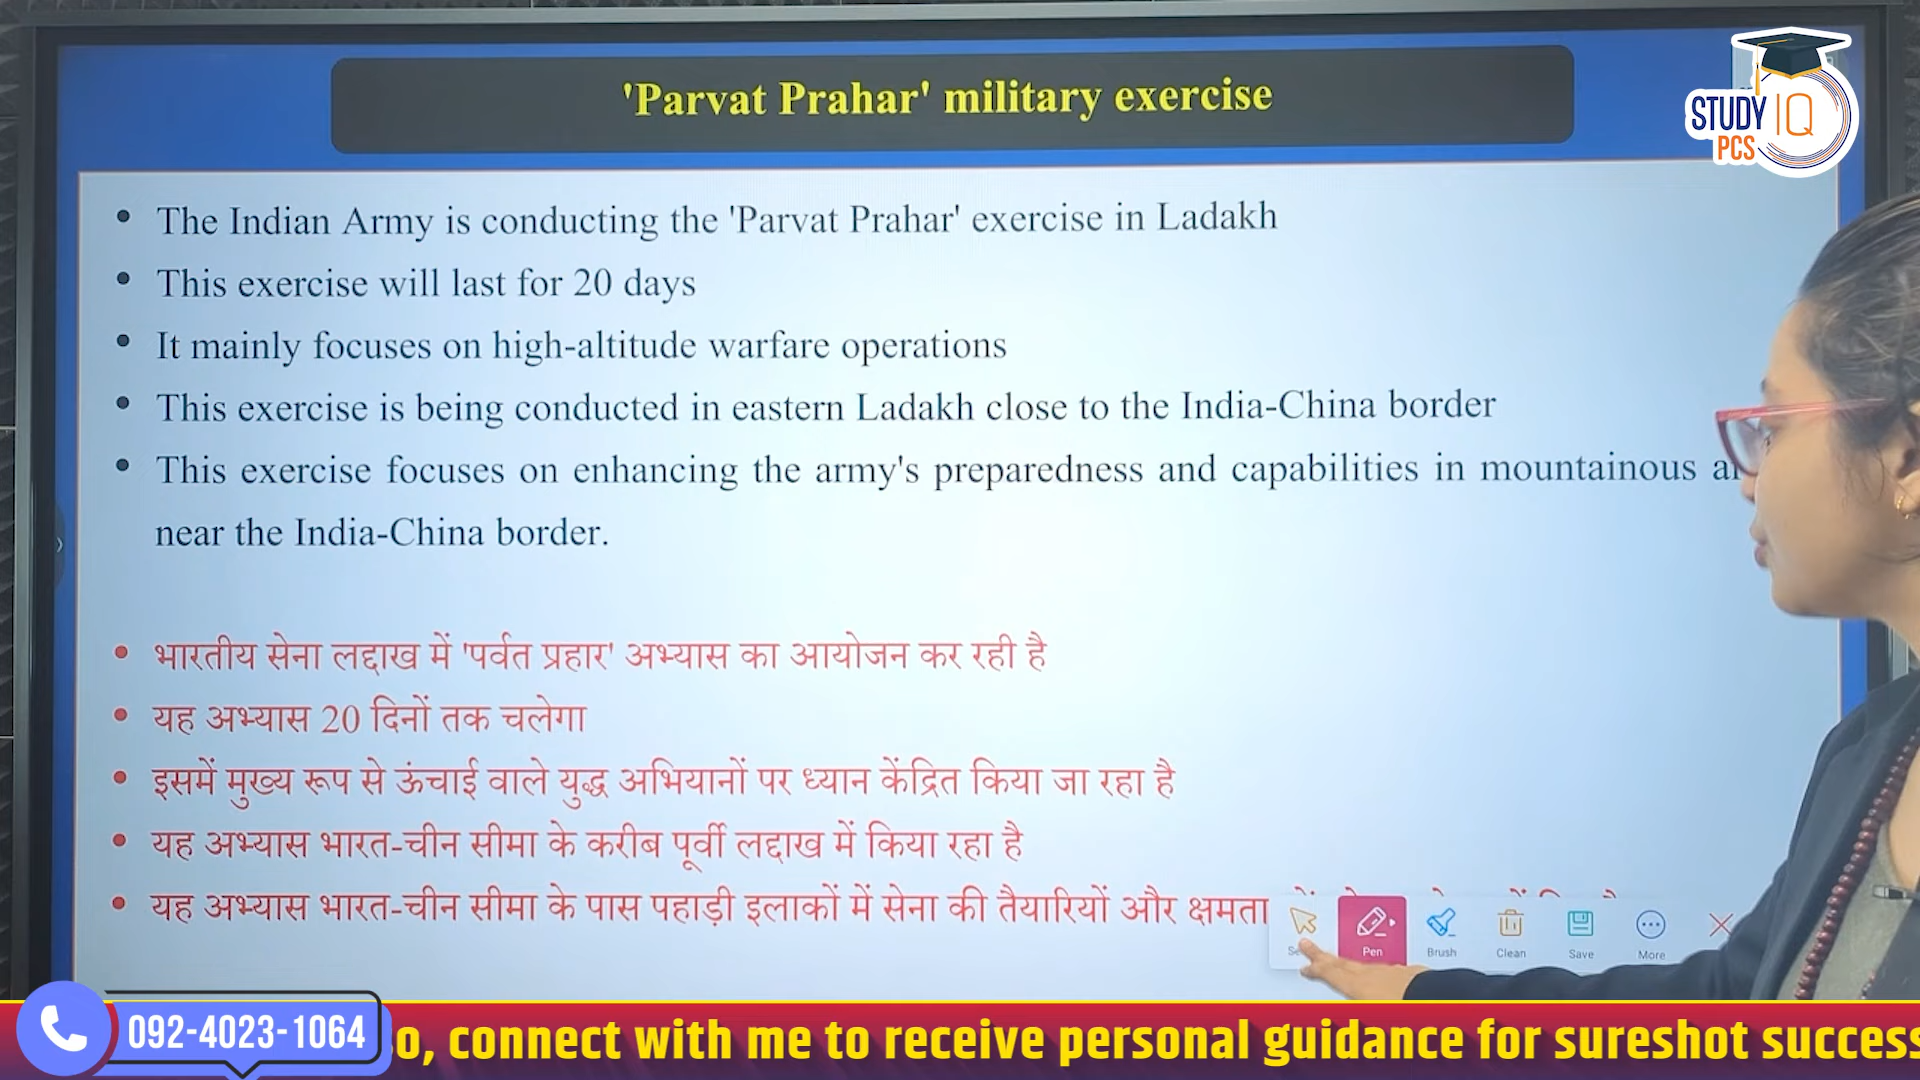 'Parvat Prahar' military exercise
STUDY IQ
PCS
• The Indian Army is conducting the 'Parvat Prahar' exercise in Ladakh
• This exercise will last for 20 days
• It mainly focuses on high-altitude warfare operations
• This exercise is being conducted in eastern Ladakh close to the India-China border
• This exercise focuses on enhancing the army's preparedness and capabilities in mountainous
near the India-China border.
• भारतीय सेना लद्दाख में 'पर्वत प्रहार' अभ्यास का आयोजन कर रही है
• यह अभ्यास 20 दिनों तक चलेगा
• इसमें मुख्य रूप से ऊंचाई वाले युद्ध अभियानों पर ध्यान केंद्रित किया जा रहा है
• यह अभ्यास भारत-चीन सीमा के करीब पूर्वी लद्दाख में किया रहा है
• यह अभ्यास भारत-चीन सीमा के पास पहाड़ी इलाकों में सेना की तैयारियों और क्षमता
Pen Brush Clean Save More
092-4023-1064
o, connect with me to receive personal guidance for sureshot success